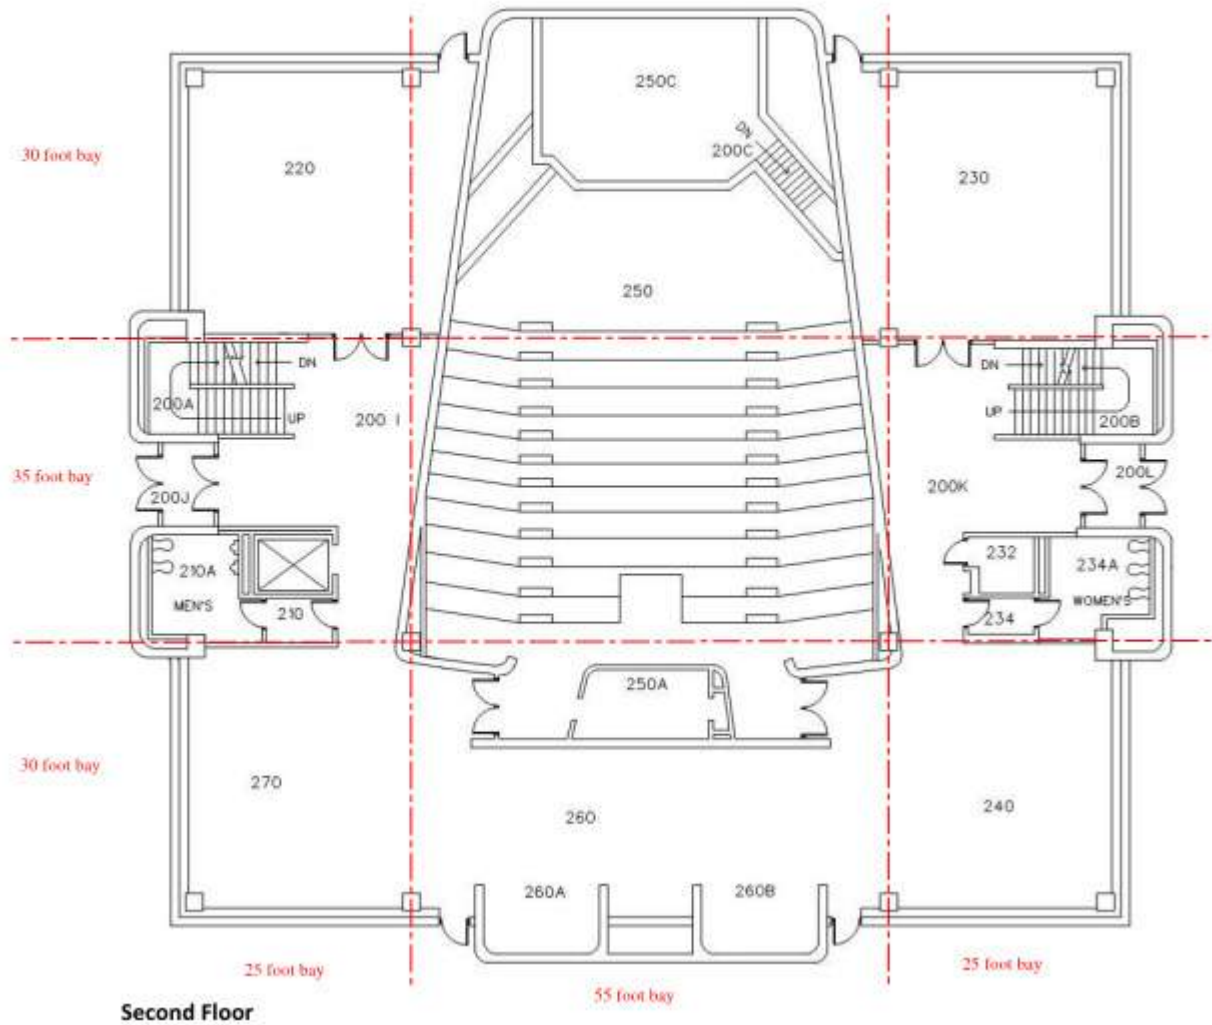 250C
30 foot bay
DN
200C
220
230
250
DN
DN
200A
UP
200 I
UP
200B
35 foot bay
200J
200K
200L
210A
232
234A
MEN'S
210
WOMEN'S
234
250A
30 foot bay
270
260
240
260A
260B
25 foot bay
25 foot bay
55 foot bay
Second Floor